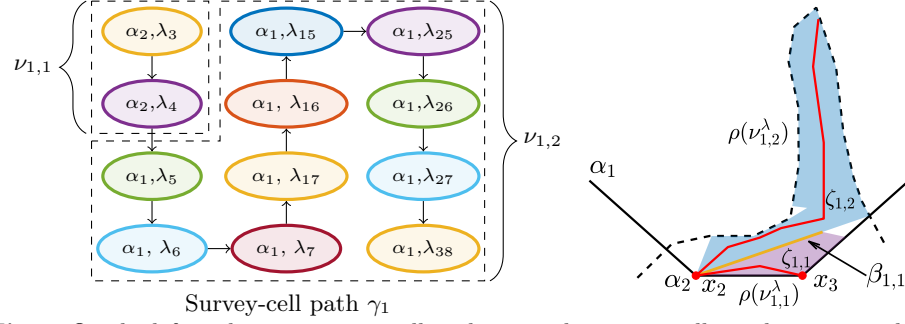 α₂,λ₃
α₂,λ₄
ν₁,₁
α₁,λ₅
α₁, λ₆
α₁, λ₇
α₁, λ₁₇
α₁, λ₁₆
α₁,λ₁₅
α₁,λ₂₅
α₁,λ₂₆
α₁,λ₂₇
α₁,λ₃₈
ν₁,₂
Survey-cell path γ₁
α₁
ρ(ν^λ₁,₂)
ζ₁,₂
ζ₁,₁
β₁,₁
α₂
x₂
x₃
ρ(ν^λ₁,₁)